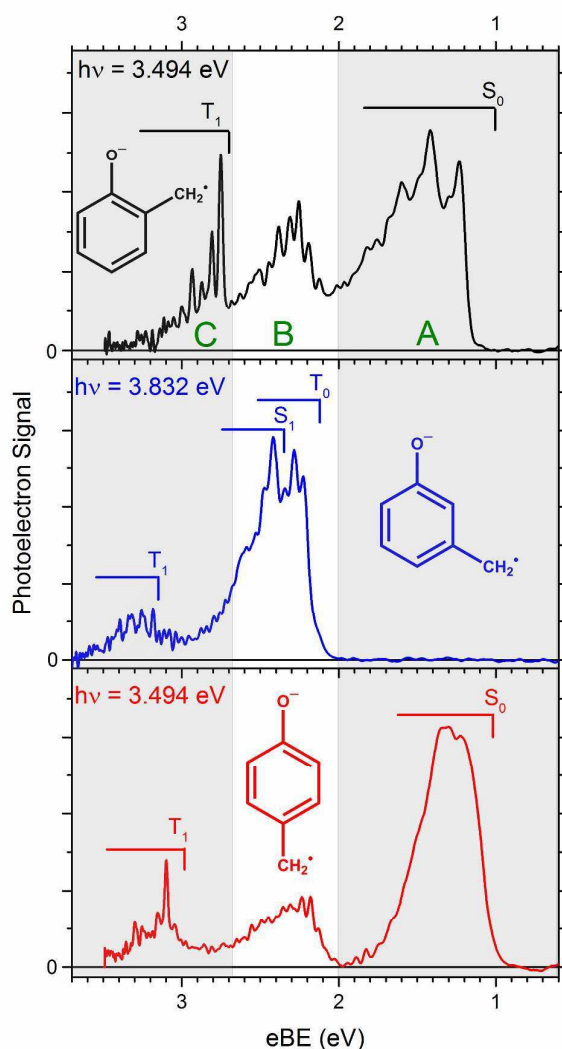 3 2 1
hν = 3.494 eV
S₀
T₁
O⁻
CH₂•
C B A
0
hν = 3.832 eV
T₀
S₁
O⁻
T₁
CH₂•
0
Photoelectron Signal
hν = 3.494 eV
O⁻
S₀
T₁
CH₂•
0
3 2 1
eBE (eV)